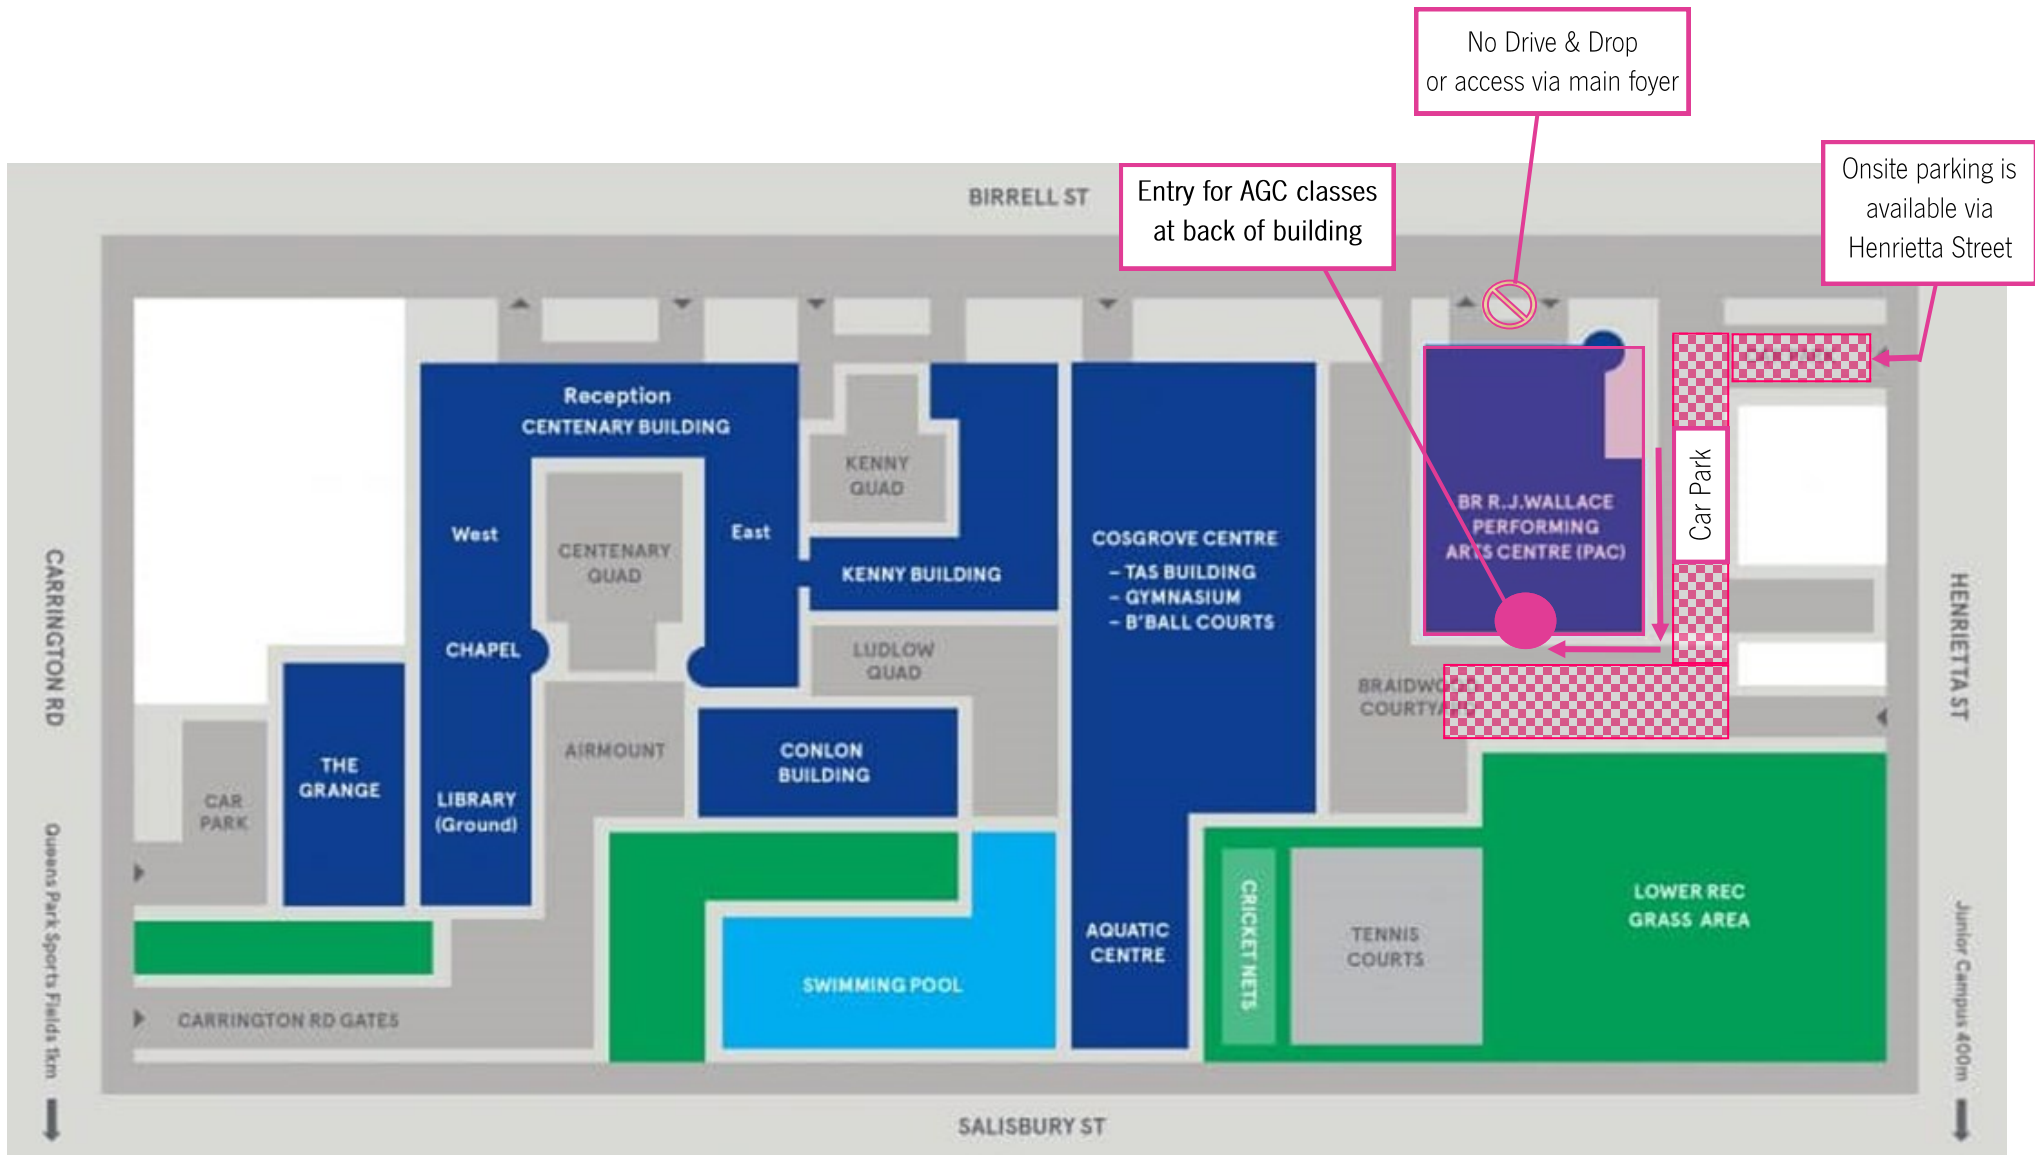 No Drive & Drop
or access via main foyer
Onsite parking is
available via
Henrietta Street
Entry for AGC classes
at back of building
BIRRELL ST
Reception
CENTENARY BUILDING
KENNY
QUAD
West
East
CENTENARY
QUAD
KENNY BUILDING
COSGROVE CENTRE
– TAS BUILDING
– GYMNASIUM
– B'BALL COURTS
BR R.J.WALLACE
PERFORMING
ARTS CENTRE (PAC)
Car Park
CHAPEL
LUDLOW
QUAD
BRAIDWOOD
COURTYARD
CARRINGTON RD
HENRIETTA ST
AIRMOUNT
CONLON
BUILDING
THE
GRANGE
CAR
PARK
LIBRARY
(Ground)
Queens Park Sports Fields 1km
Junior Campus 400m
AQUATIC
CENTRE
CRICKET NETS
TENNIS
COURTS
LOWER REC
GRASS AREA
SWIMMING POOL
CARRINGTON RD GATES
SALISBURY ST